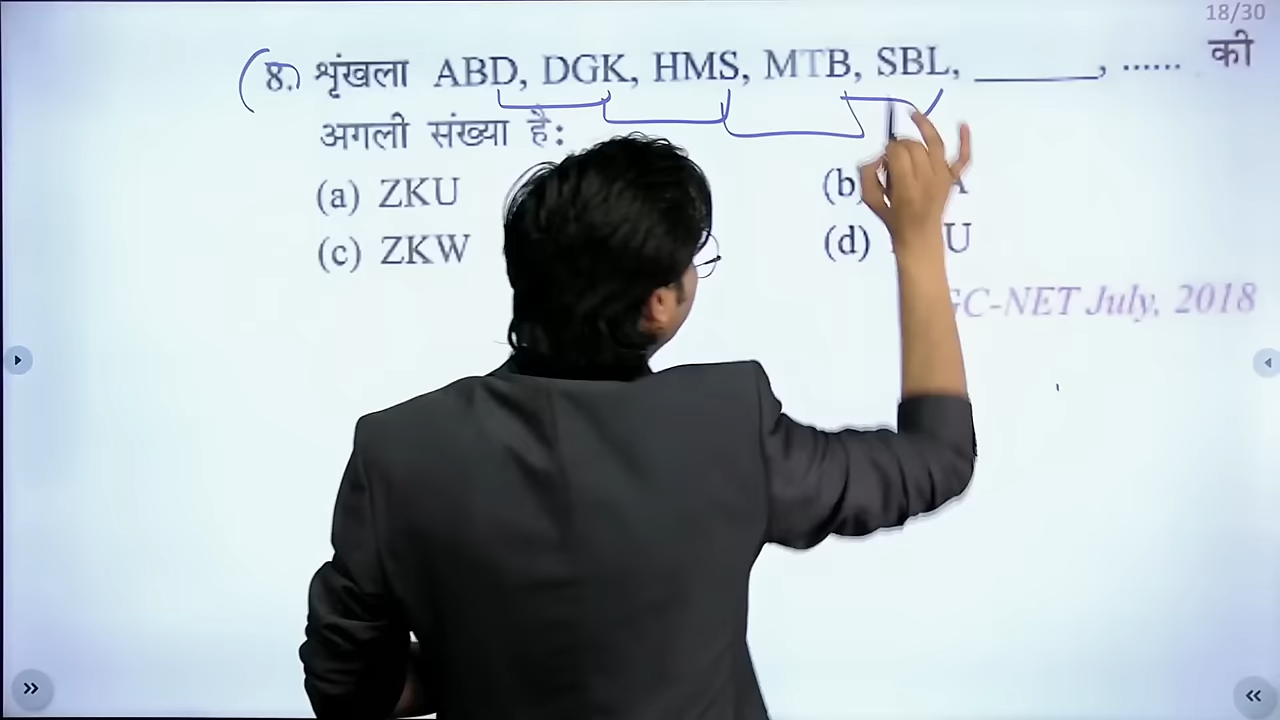 18/30
(8.) शृंखला ABD, DGK, HMS, MTB, SBL, ______, ...... की
अगली संख्या है:
(a) ZKU
(b)
(c) ZKW
(d) U
GC-NET July, 2018